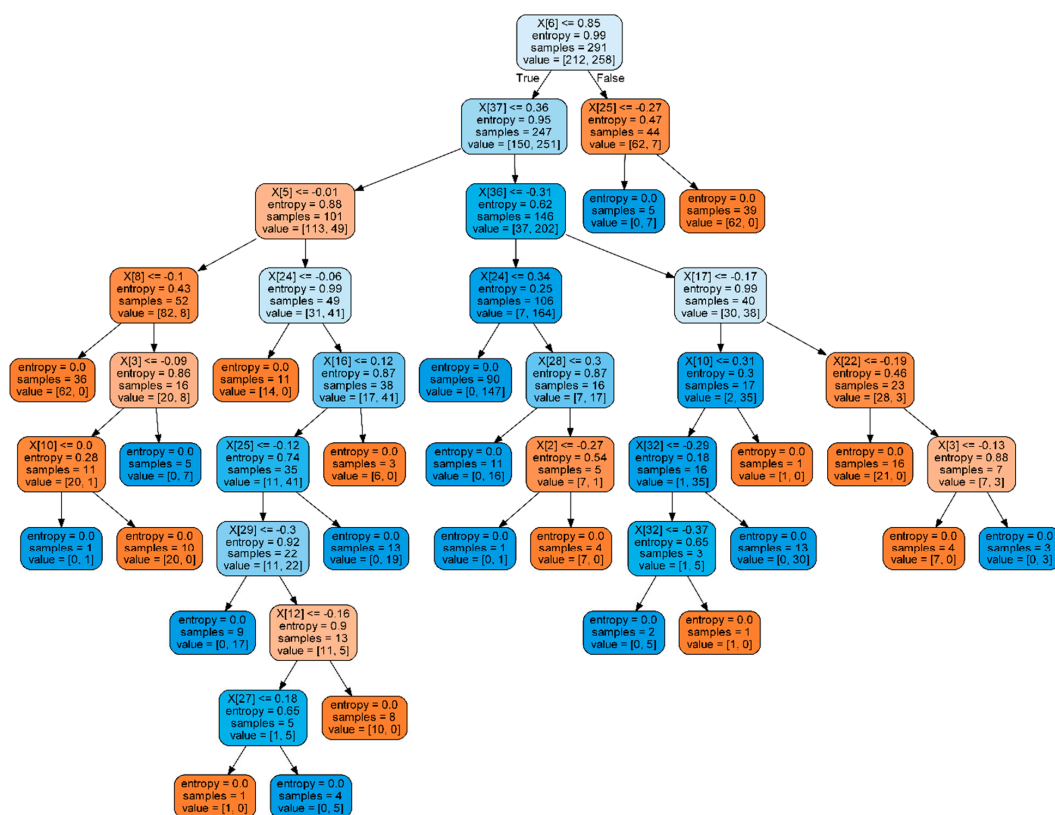 X[6] <= 0.85
entropy = 0.99
samples = 291
value = [212, 258]
True
False
X[37] <= 0.36
entropy = 0.95
samples = 247
value = [150, 251]
X[25] <= -0.27
entropy = 0.47
samples = 44
value = [62, 7]
X[5] <= -0.01
entropy = 0.88
samples = 101
value = [113, 49]
X[36] <= -0.31
entropy = 0.62
samples = 146
value = [37, 202]
entropy = 0.0
samples = 5
value = [0, 7]
entropy = 0.0
samples = 39
value = [62, 0]
X[8] <= -0.1
entropy = 0.43
samples = 52
value = [82, 8]
X[24] <= -0.06
entropy = 0.99
samples = 49
value = [31, 41]
X[24] <= 0.34
entropy = 0.25
samples = 106
value = [7, 164]
X[17] <= -0.17
entropy = 0.99
samples = 40
value = [30, 38]
entropy = 0.0
samples = 36
value = [62, 0]
X[3] <= -0.09
entropy = 0.86
samples = 16
value = [20, 8]
entropy = 0.0
samples = 11
value = [14, 0]
X[16] <= 0.12
entropy = 0.87
samples = 38
value = [17, 41]
entropy = 0.0
samples = 90
value = [0, 147]
X[28] <= 0.3
entropy = 0.87
samples = 16
value = [7, 17]
X[10] <= 0.31
entropy = 0.3
samples = 17
value = [2, 35]
X[22] <= -0.19
entropy = 0.46
samples = 23
value = [28, 3]
X[10] <= 0.0
entropy = 0.28
samples = 11
value = [20, 1]
entropy = 0.0
samples = 5
value = [0, 7]
X[25] <= -0.12
entropy = 0.74
samples = 35
value = [11, 41]
entropy = 0.0
samples = 3
value = [6, 0]
entropy = 0.0
samples = 11
value = [0, 16]
X[2] <= -0.27
entropy = 0.54
samples = 5
value = [7, 1]
X[32] <= -0.28
entropy = 0.18
samples = 16
value = [1, 35]
entropy = 0.0
samples = 1
value = [1, 0]
entropy = 0.0
samples = 16
value = [21, 0]
X[3] <= -0.13
entropy = 0.88
samples = 7
value = [7, 3]
entropy = 0.0
samples = 1
value = [0, 1]
entropy = 0.0
samples = 10
value = [20, 0]
X[29] <= -0.3
entropy = 0.92
samples = 22
value = [11, 22]
entropy = 0.0
samples = 13
value = [0, 19]
entropy = 0.0
samples = 1
value = [0, 1]
entropy = 0.0
samples = 4
value = [7, 0]
X[32] <= -0.37
entropy = 0.65
samples = 3
value = [1, 5]
entropy = 0.0
samples = 13
value = [0, 30]
entropy = 0.0
samples = 4
value = [7, 0]
entropy = 0.0
samples = 3
value = [0, 3]
entropy = 0.0
samples = 9
value = [0, 17]
X[12] <= -0.16
entropy = 0.9
samples = 13
value = [11, 5]
entropy = 0.0
samples = 2
value = [0, 5]
entropy = 0.0
samples = 1
value = [1, 0]
X[27] <= 0.18
entropy = 0.65
samples = 5
value = [1, 5]
entropy = 0.0
samples = 8
value = [10, 0]
entropy = 0.0
samples = 1
value = [1, 0]
entropy = 0.0
samples = 4
value = [0, 5]